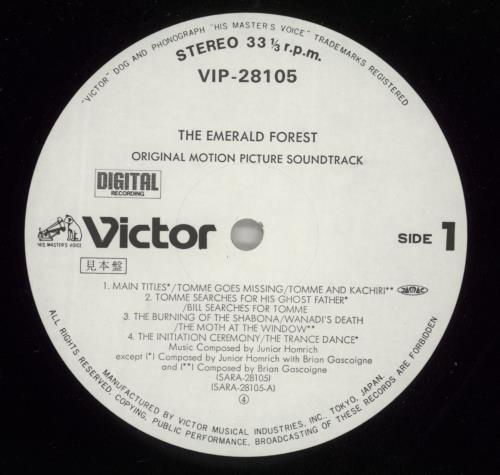 "VICTOR" DOG AND PHONOGRAPH "HIS MASTER'S VOICE" TRADEMARKS REGISTERED
STEREO 33 1/3 r.p.m.
VIP-28105
THE EMERALD FOREST
ORIGINAL MOTION PICTURE SOUNDTRACK
DIGITAL
RECORDING
HIS MASTER'S VOICE
Victor
SIDE 1
見本盤
1. MAIN TITLES*/TOMME GOES MISSING/TOMME AND KACHIRI** JASRAC
2. TOMME SEARCHES FOR HIS GHOST FATHER*
/BILL SEARCHES FOR TOMME
3. THE BURNING OF THE SHABONA/WANADI'S DEATH
/THE MOTH AT THE WINDOW**
4. THE INITIATION CEREMONY/THE TRANCE DANCE*
Music Composed by Junior Homrich
except (*) Composed by Junior Homrich with Brian Gascoigne
and (**) Composed by Brian Gascoigne
(SARA-28105)
(SARA-28105-A)
④
MANUFACTURED BY VICTOR MUSICAL INDUSTRIES, INC., TOKYO, JAPAN.
ALL RIGHTS RESERVED. COPYING, PUBLIC PERFORMANCE, BROADCASTING OF THESE RECORDS ARE FORBIDDEN